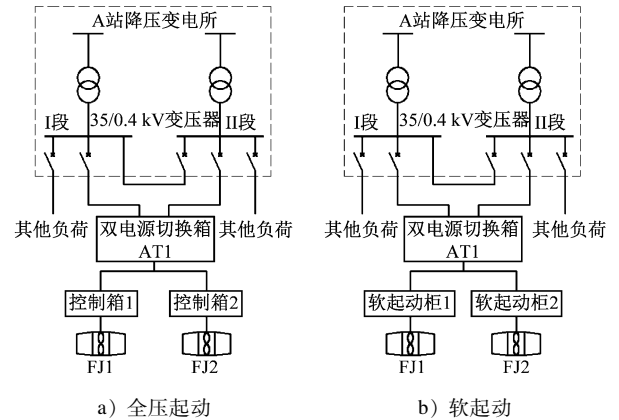 A站降压变电所
A站降压变电所
I段
35/0.4 kV变压器
II段
I段
35/0.4 kV变压器
II段
其他负荷
双电源切换箱
AT1
其他负荷
其他负荷
双电源切换箱
AT1
其他负荷
控制箱1
控制箱2
软起动柜1
软起动柜2
FJ1
FJ2
FJ1
FJ2
a）全压起动
b）软起动